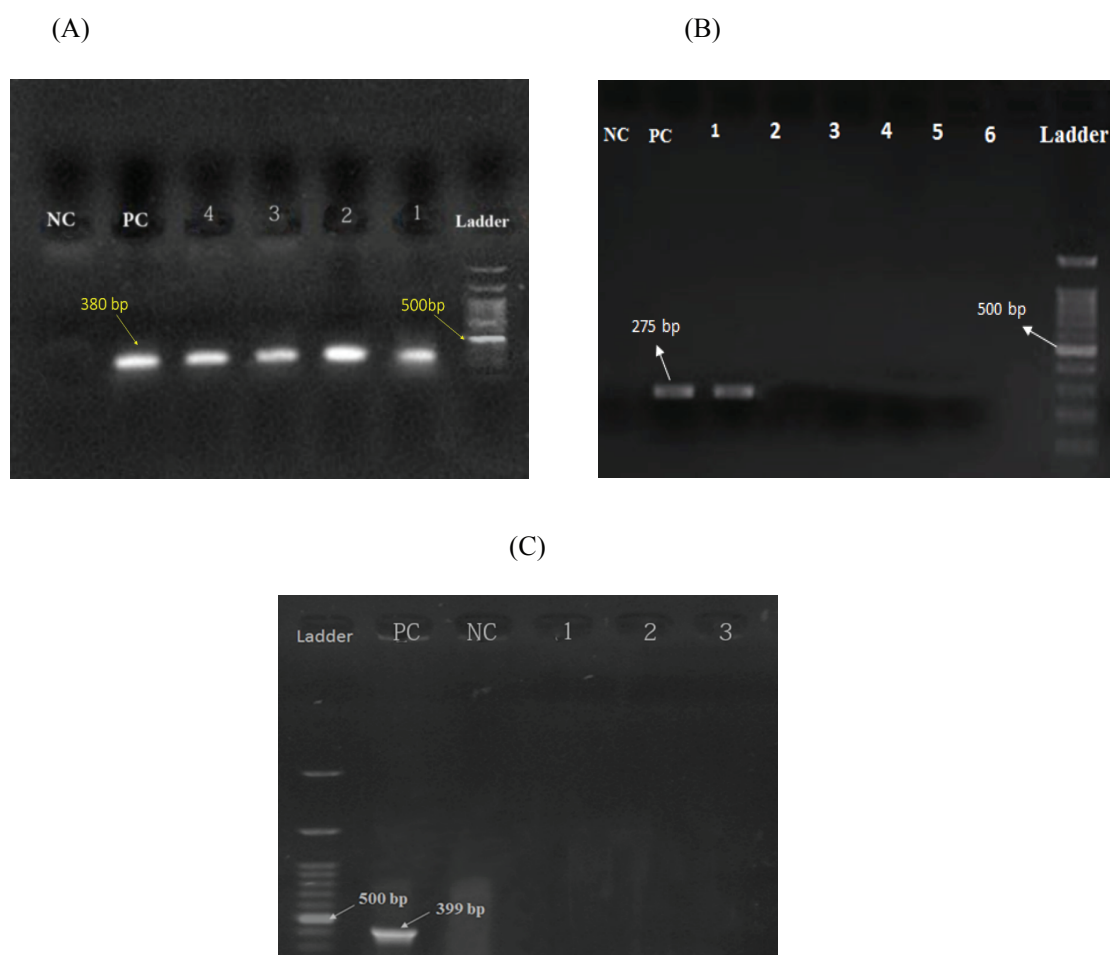 (A)
(B)
NC PC 4 3 2 1 Ladder
380 bp
500bp
NC PC 1 2 3 4 5 6 Ladder
275 bp
500 bp
(C)
Ladder PC NC 1 2 3
500 bp
399 bp